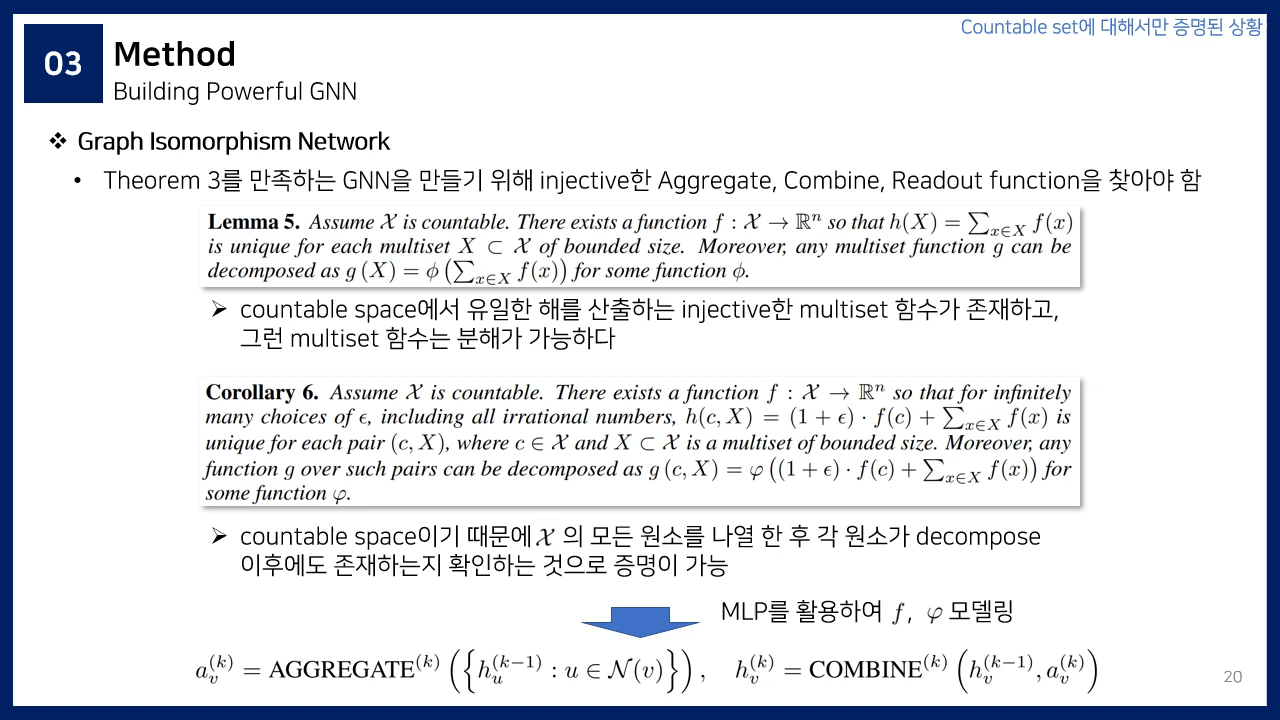 Countable set에 대해서만 증명된 상황
03
Method
Building Powerful GNN
❖ Graph Isomorphism Network
• Theorem 3를 만족하는 GNN을 만들기 위해 injective한 Aggregate, Combine, Readout function을 찾아야 함
Lemma 5. Assume 𝒳 is countable. There exists a function f : 𝒳 → ℝⁿ so that h(X) = ∑_{x∈X} f(x)
is unique for each multiset X ⊂ 𝒳 of bounded size. Moreover, any multiset function g can be
decomposed as g (X) = ϕ (∑_{x∈X} f(x)) for some function ϕ.
➢ countable space에서 유일한 해를 산출하는 injective한 multiset 함수가 존재하고,
그런 multiset 함수는 분해가 가능하다
Corollary 6. Assume 𝒳 is countable. There exists a function f : 𝒳 → ℝⁿ so that for infinitely
many choices of ϵ, including all irrational numbers, h(c, X) = (1 + ϵ) · f(c) + ∑_{x∈X} f(x) is
unique for each pair (c, X), where c ∈ 𝒳 and X ⊂ 𝒳 is a multiset of bounded size. Moreover, any
function g over such pairs can be decomposed as g (c, X) = φ ((1 + ϵ) · f(c) + ∑_{x∈X} f(x)) for
some function φ.
➢ countable space이기 때문에 𝒳 의 모든 원소를 나열 한 후 각 원소가 decompose
이후에도 존재하는지 확인하는 것으로 증명이 가능
MLP를 활용하여 f, φ 모델링
a_v^{(k)} = AGGREGATE^{(k)} ({h_u^{(k−1)} : u ∈ 𝒩(v)}), h_v^{(k)} = COMBINE^{(k)} (h_v^{(k−1)}, a_v^{(k)})
20